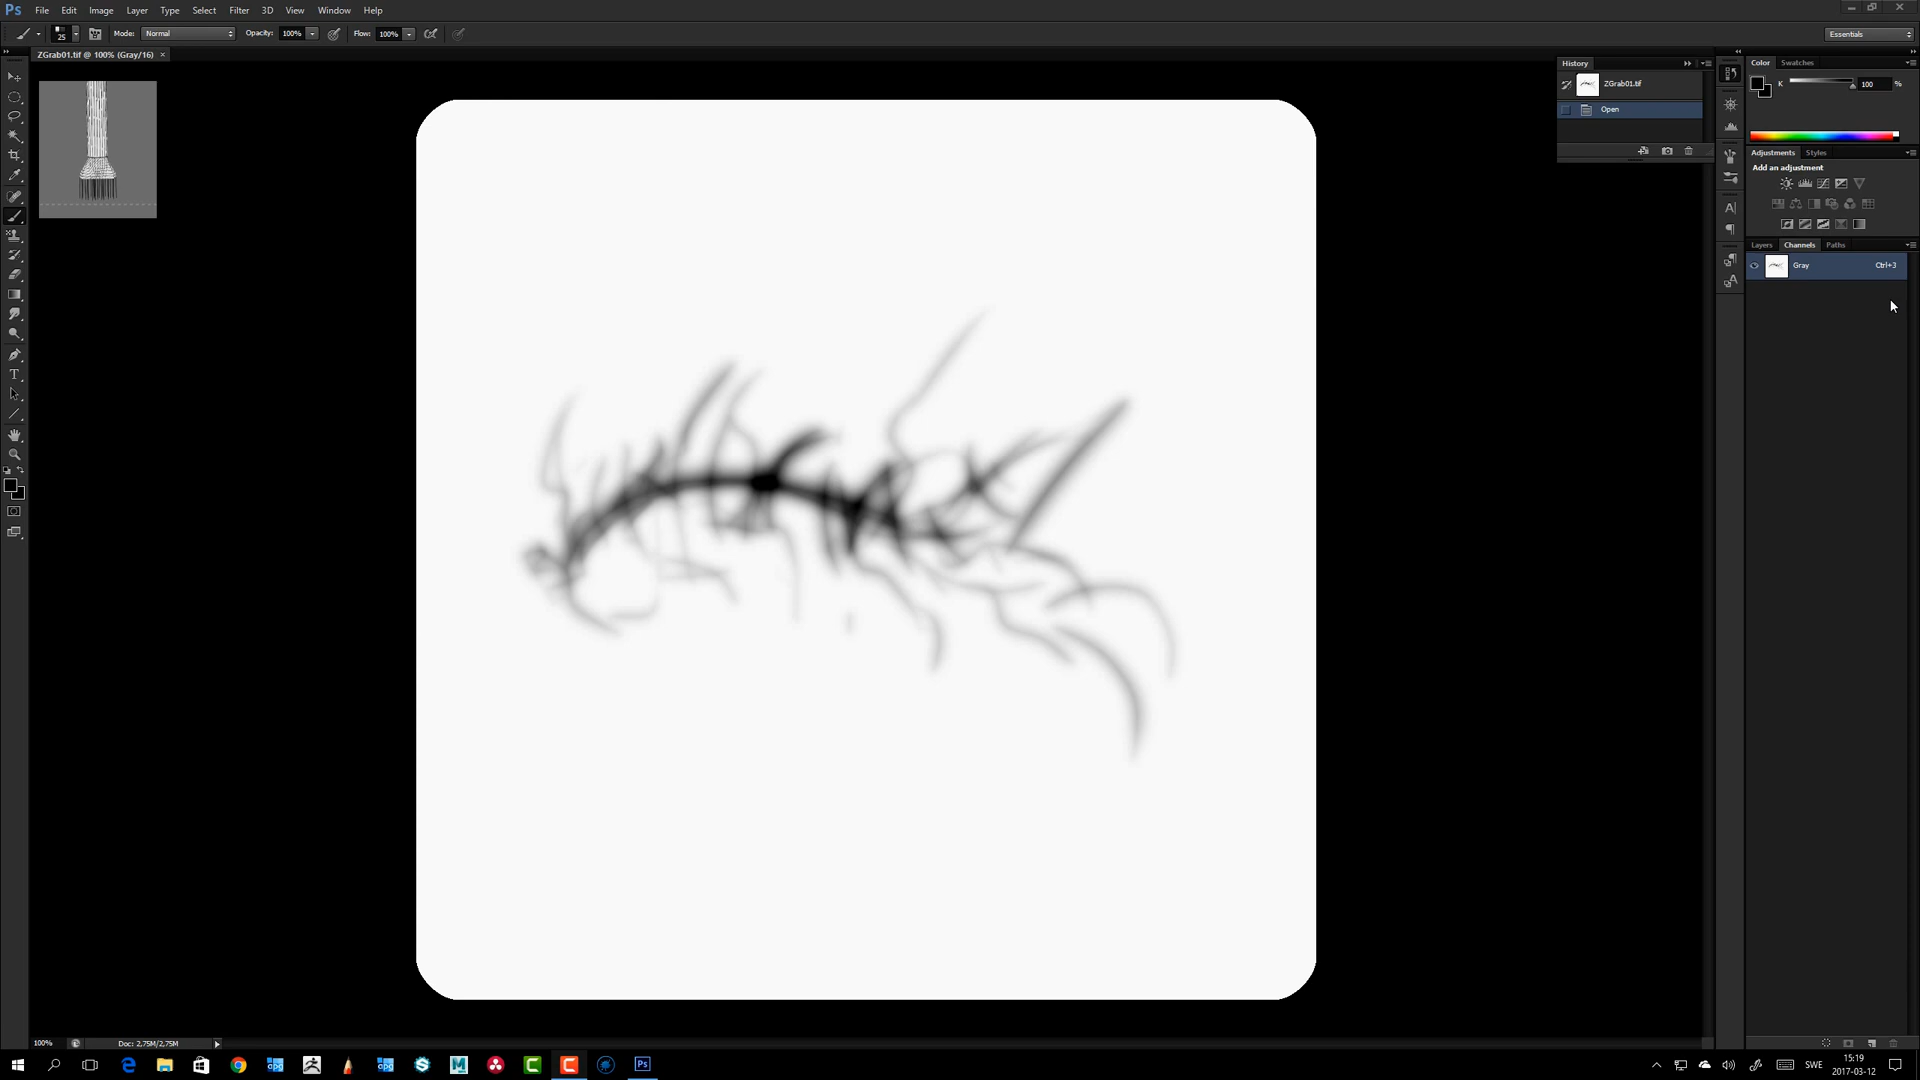 Ps File Edit Image Layer Type Select Filter 3D View Window Help
25 Mode: Normal Opacity: 100% Flow: 100% Essentials
ZGrab01.tif @ 100% (Gray/16) ×
History
ZGrab01.tif
Open
Color Swatches
K 100 %
Adjustments Styles
Add an adjustment
Layers Channels Paths
Gray Ctrl+3
100% Doc: 2,75M/2,75M
SWE
15:19
2017-03-12